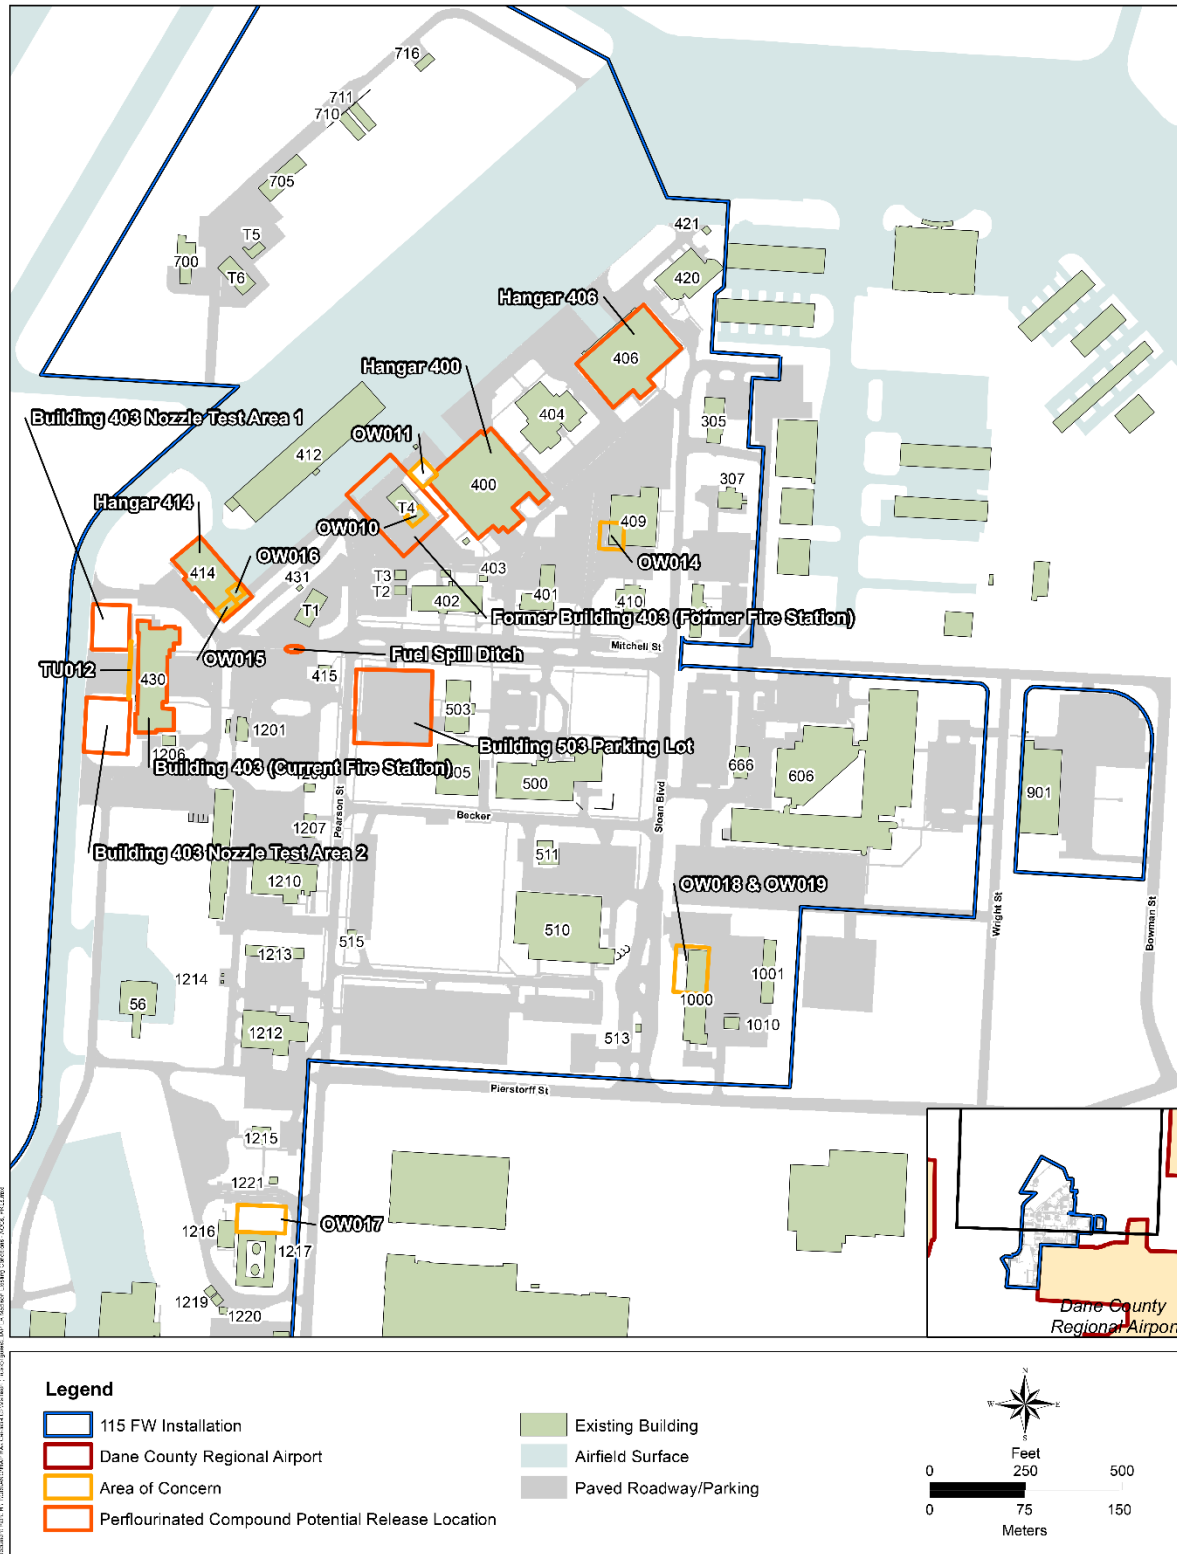 716
711
710
705
T5
700
T6
421
420
Hangar 406
406
Hangar 400
404
305
Building 403 Nozzle Test Area 1
OW011
412
400
307
Hangar 414
T4
409
OW010
OW016
OW014
414
431
T3
403
T2
402
401
410
T1
Former Building 403 (Former Fire Station)
Mitchell St
OW015
Fuel Spill Ditch
TU012
430
415
503
1201
Building 503 Parking Lot
1206
Building 403 (Current Fire Station)
505
500
666
606
901
Pearson St
Becker
Sloan Blvd
1207
Building 403 Nozzle Test Area 2
511
1210
OW018 & OW019
Wright St
Bowman St
510
515
1213
1214
1001
56
1000
1010
1212
513
Pierstorff St
1215
1221
OW017
1216
1217
1219
1220
Dane County
Regional Airpor
Legend
115 FW Installation
Dane County Regional Airport
Area of Concern
Perflourinated Compound Potential Release Location
Existing Building
Airfield Surface
Paved Roadway/Parking
N
W
E
S
Feet
0 250 500
0 75 150
Meters